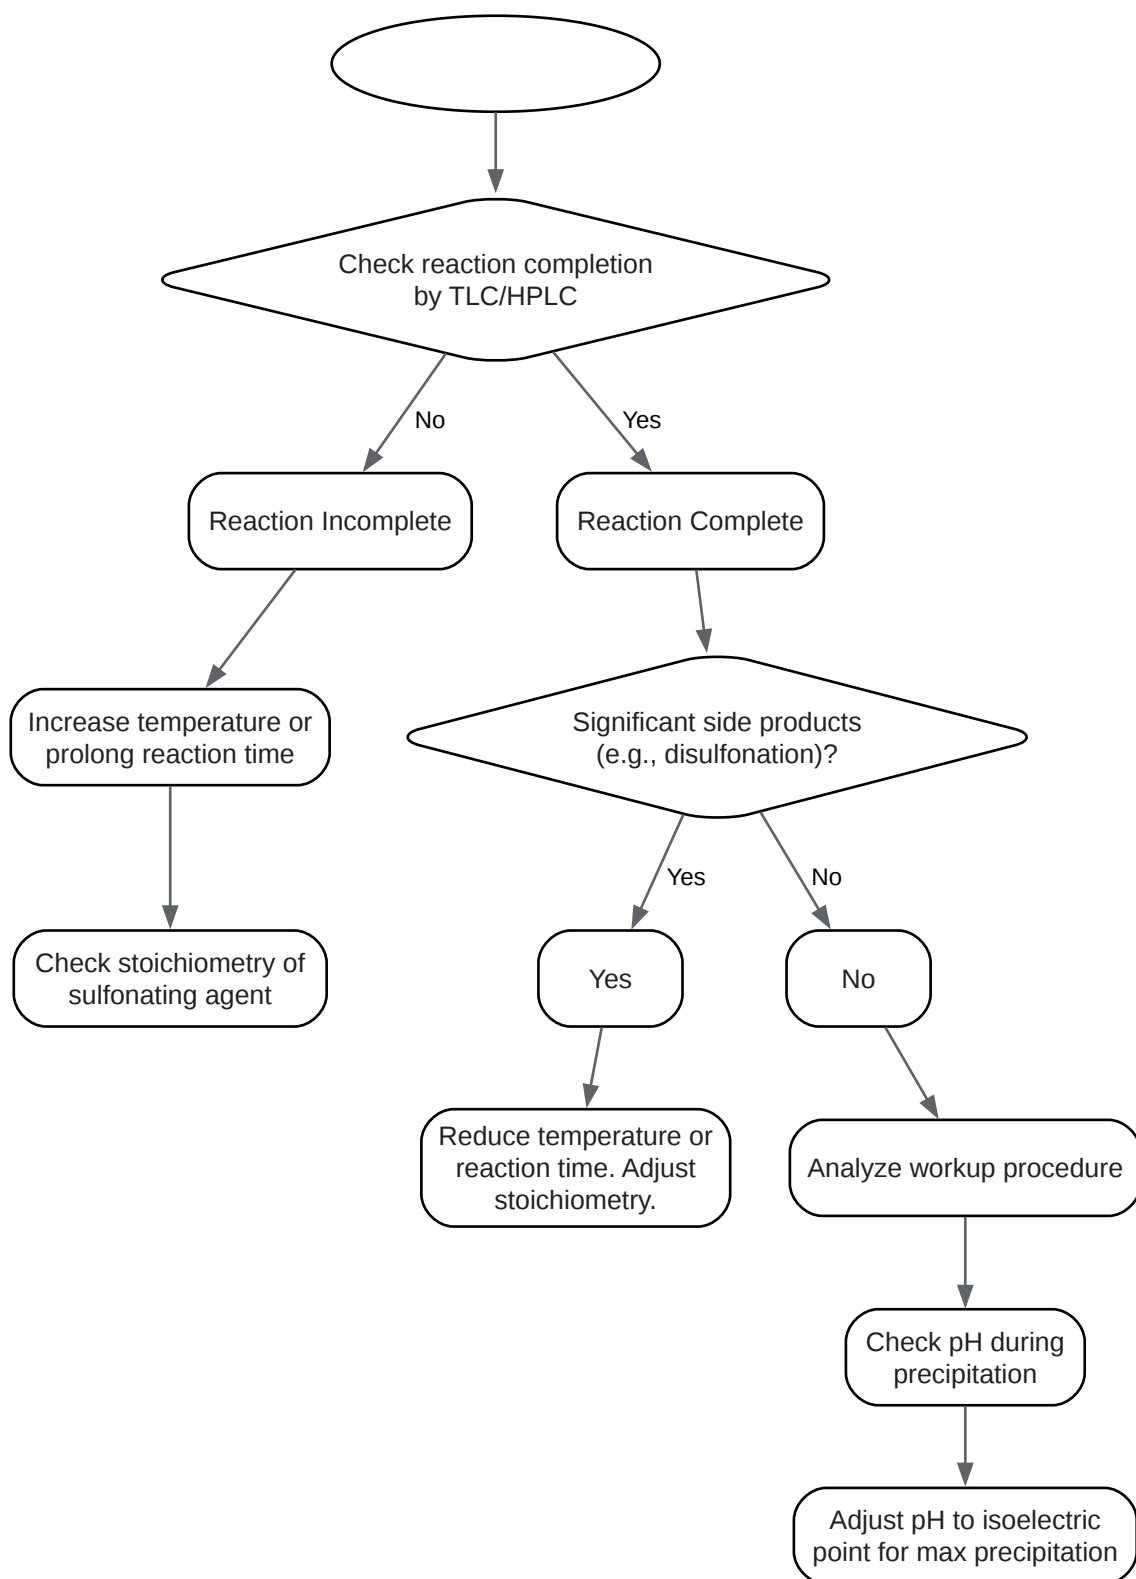 Check reaction completion
by TLC/HPLC
No
Yes
Reaction Incomplete
Reaction Complete
Increase temperature or
prolong reaction time
Significant side products
(e.g., disulfonation)?
Yes
No
Check stoichiometry of
sulfonating agent
Yes
No
Reduce temperature or
reaction time. Adjust
stoichiometry.
Analyze workup procedure
Check pH during
precipitation
Adjust pH to isoelectric
point for max precipitation